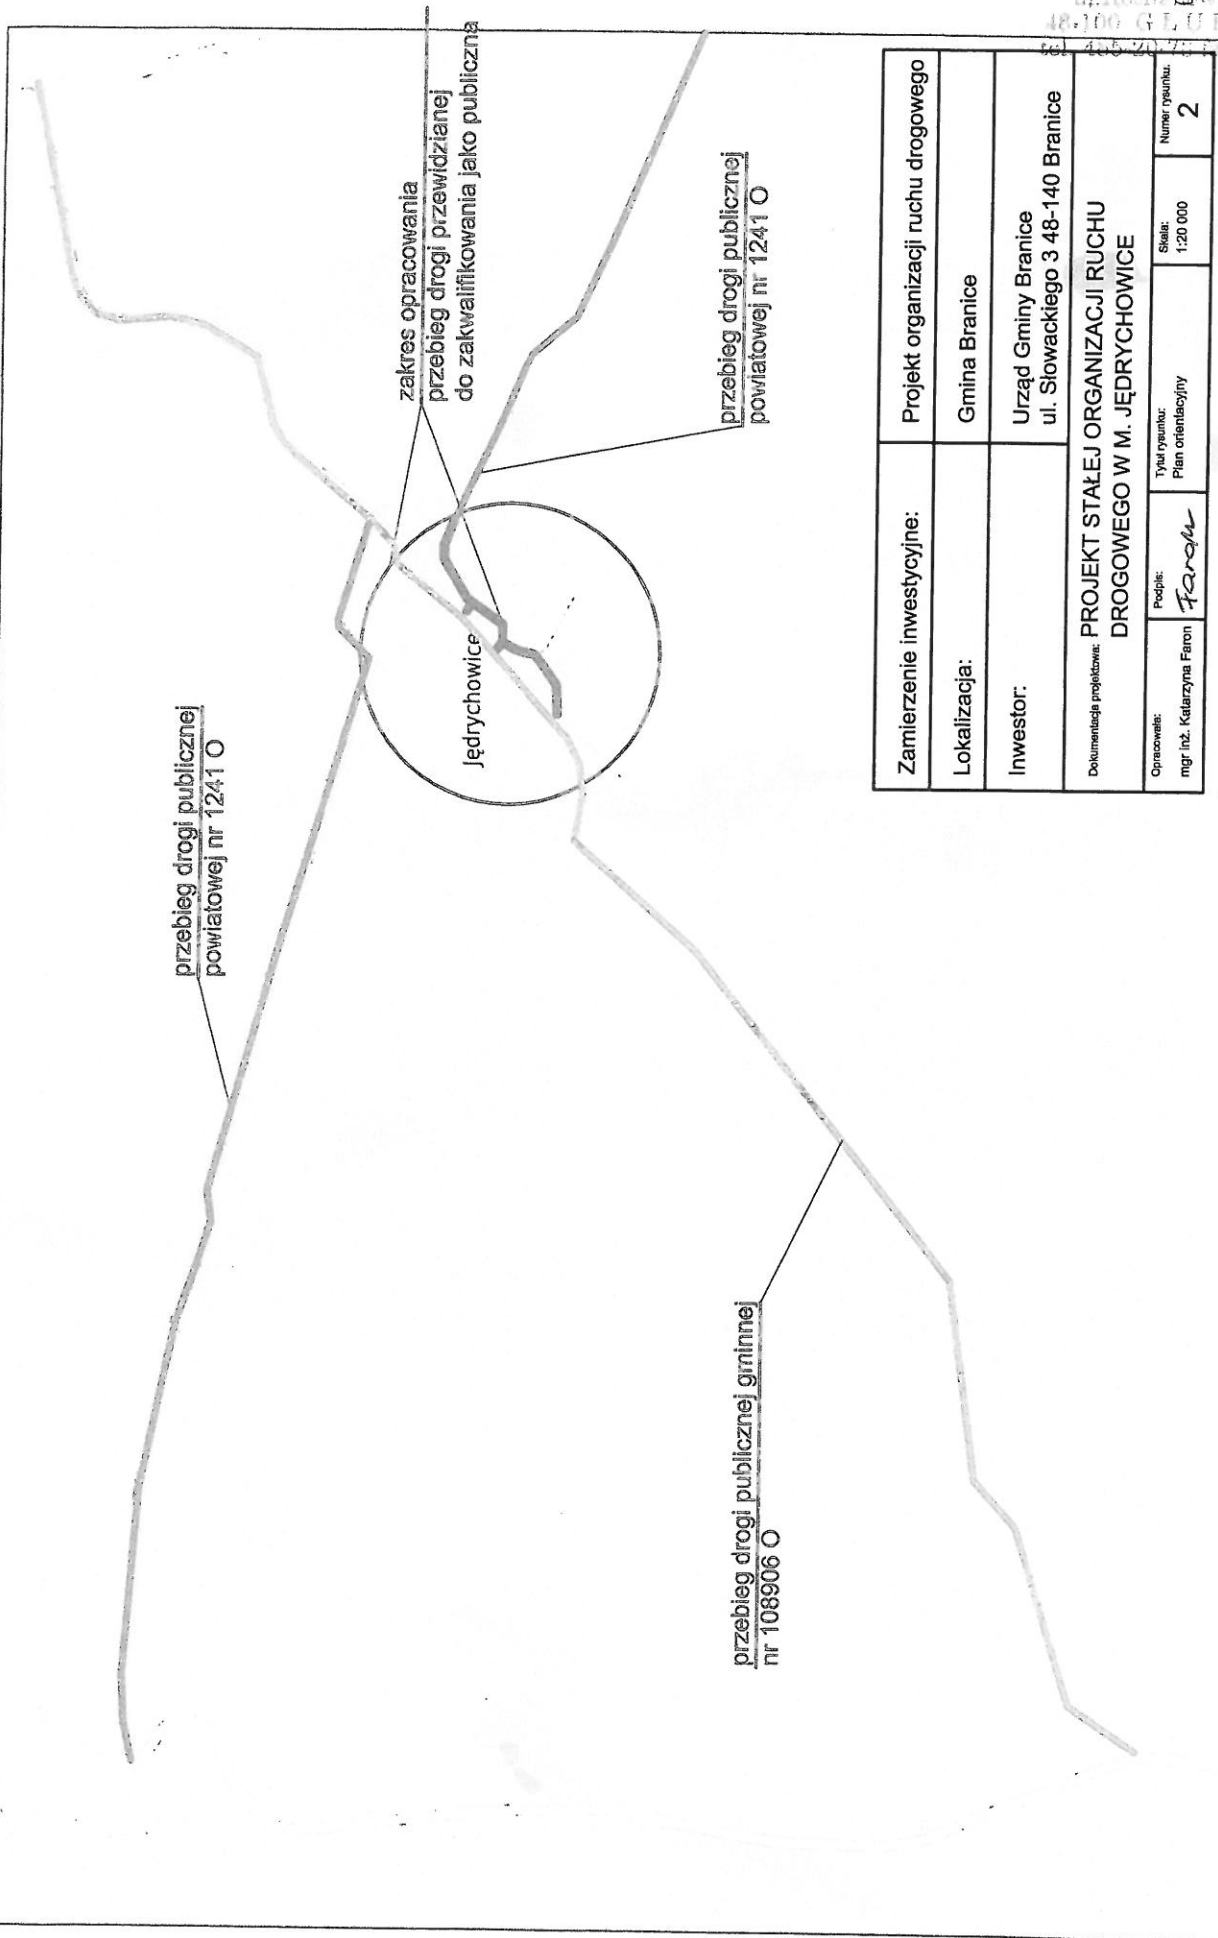 przebieg drogi publicznej
powiatowej nr 1241 O
zakres opracowania
przebieg drogi przewidzianej
do zakwalifikowania jako publiczna
Jędrychowice
przebieg drogi publicznej
powiatowej nr 1241 O
przebieg drogi publicznej gminnej
nr 108906 O
Zamierzenie inwestycyjne:
Projekt organizacji ruchu drogowego
Lokalizacja:
Gmina Branice
Inwestor:
Urząd Gminy Branice
ul. Słowackiego 3 48-140 Branice
Dokumentacja projektowa: PROJEKT STAŁEJ ORGANIZACJI RUCHU
DROGOWEGO W M. JĘDRYCHOWICE
Opracowała:
mgr inż. Katarzyna Faron
Podpis:
Faron
Tytuł rysunku:
Plan orientacyjny
Skala:
1:20 000
Numer rysunku:
2
48-100 G Ł U